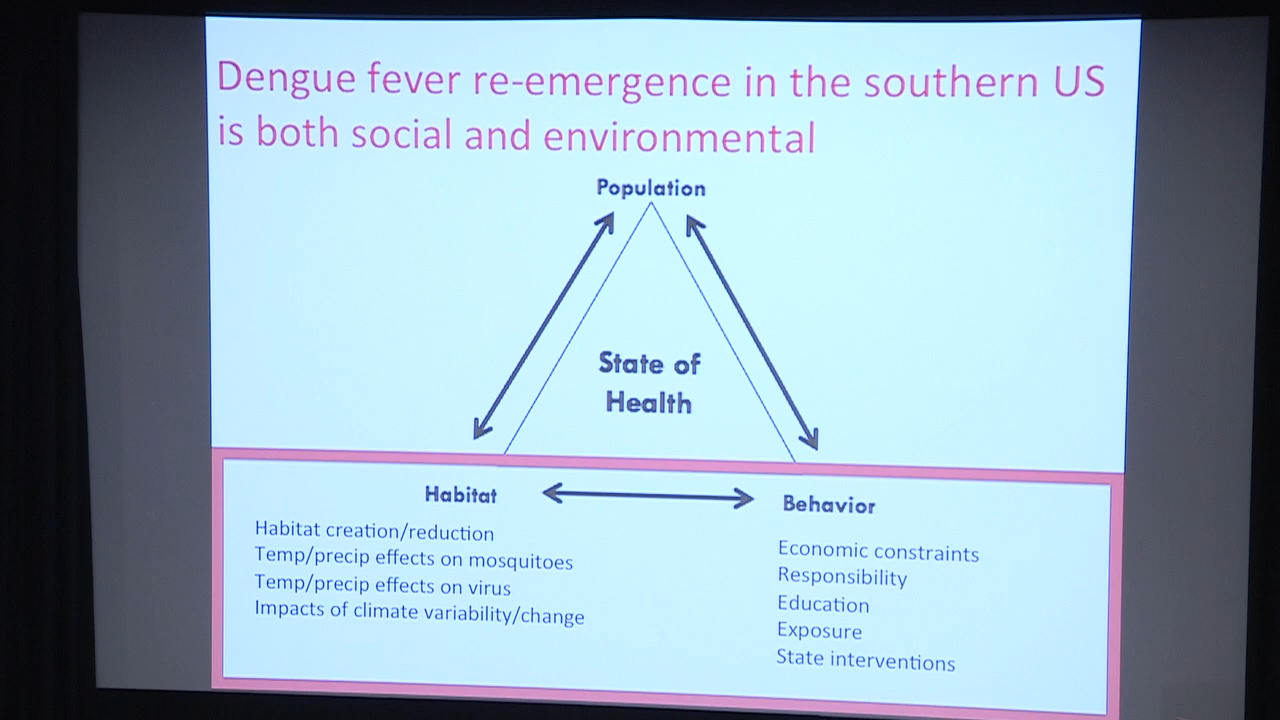 Dengue fever re-emergence in the southern US
is both social and environmental
Population
State of
Health
Habitat
Habitat creation/reduction
Temp/precip effects on mosquitoes
Temp/precip effects on virus
Impacts of climate variability/change
Behavior
Economic constraints
Responsibility
Education
Exposure
State interventions